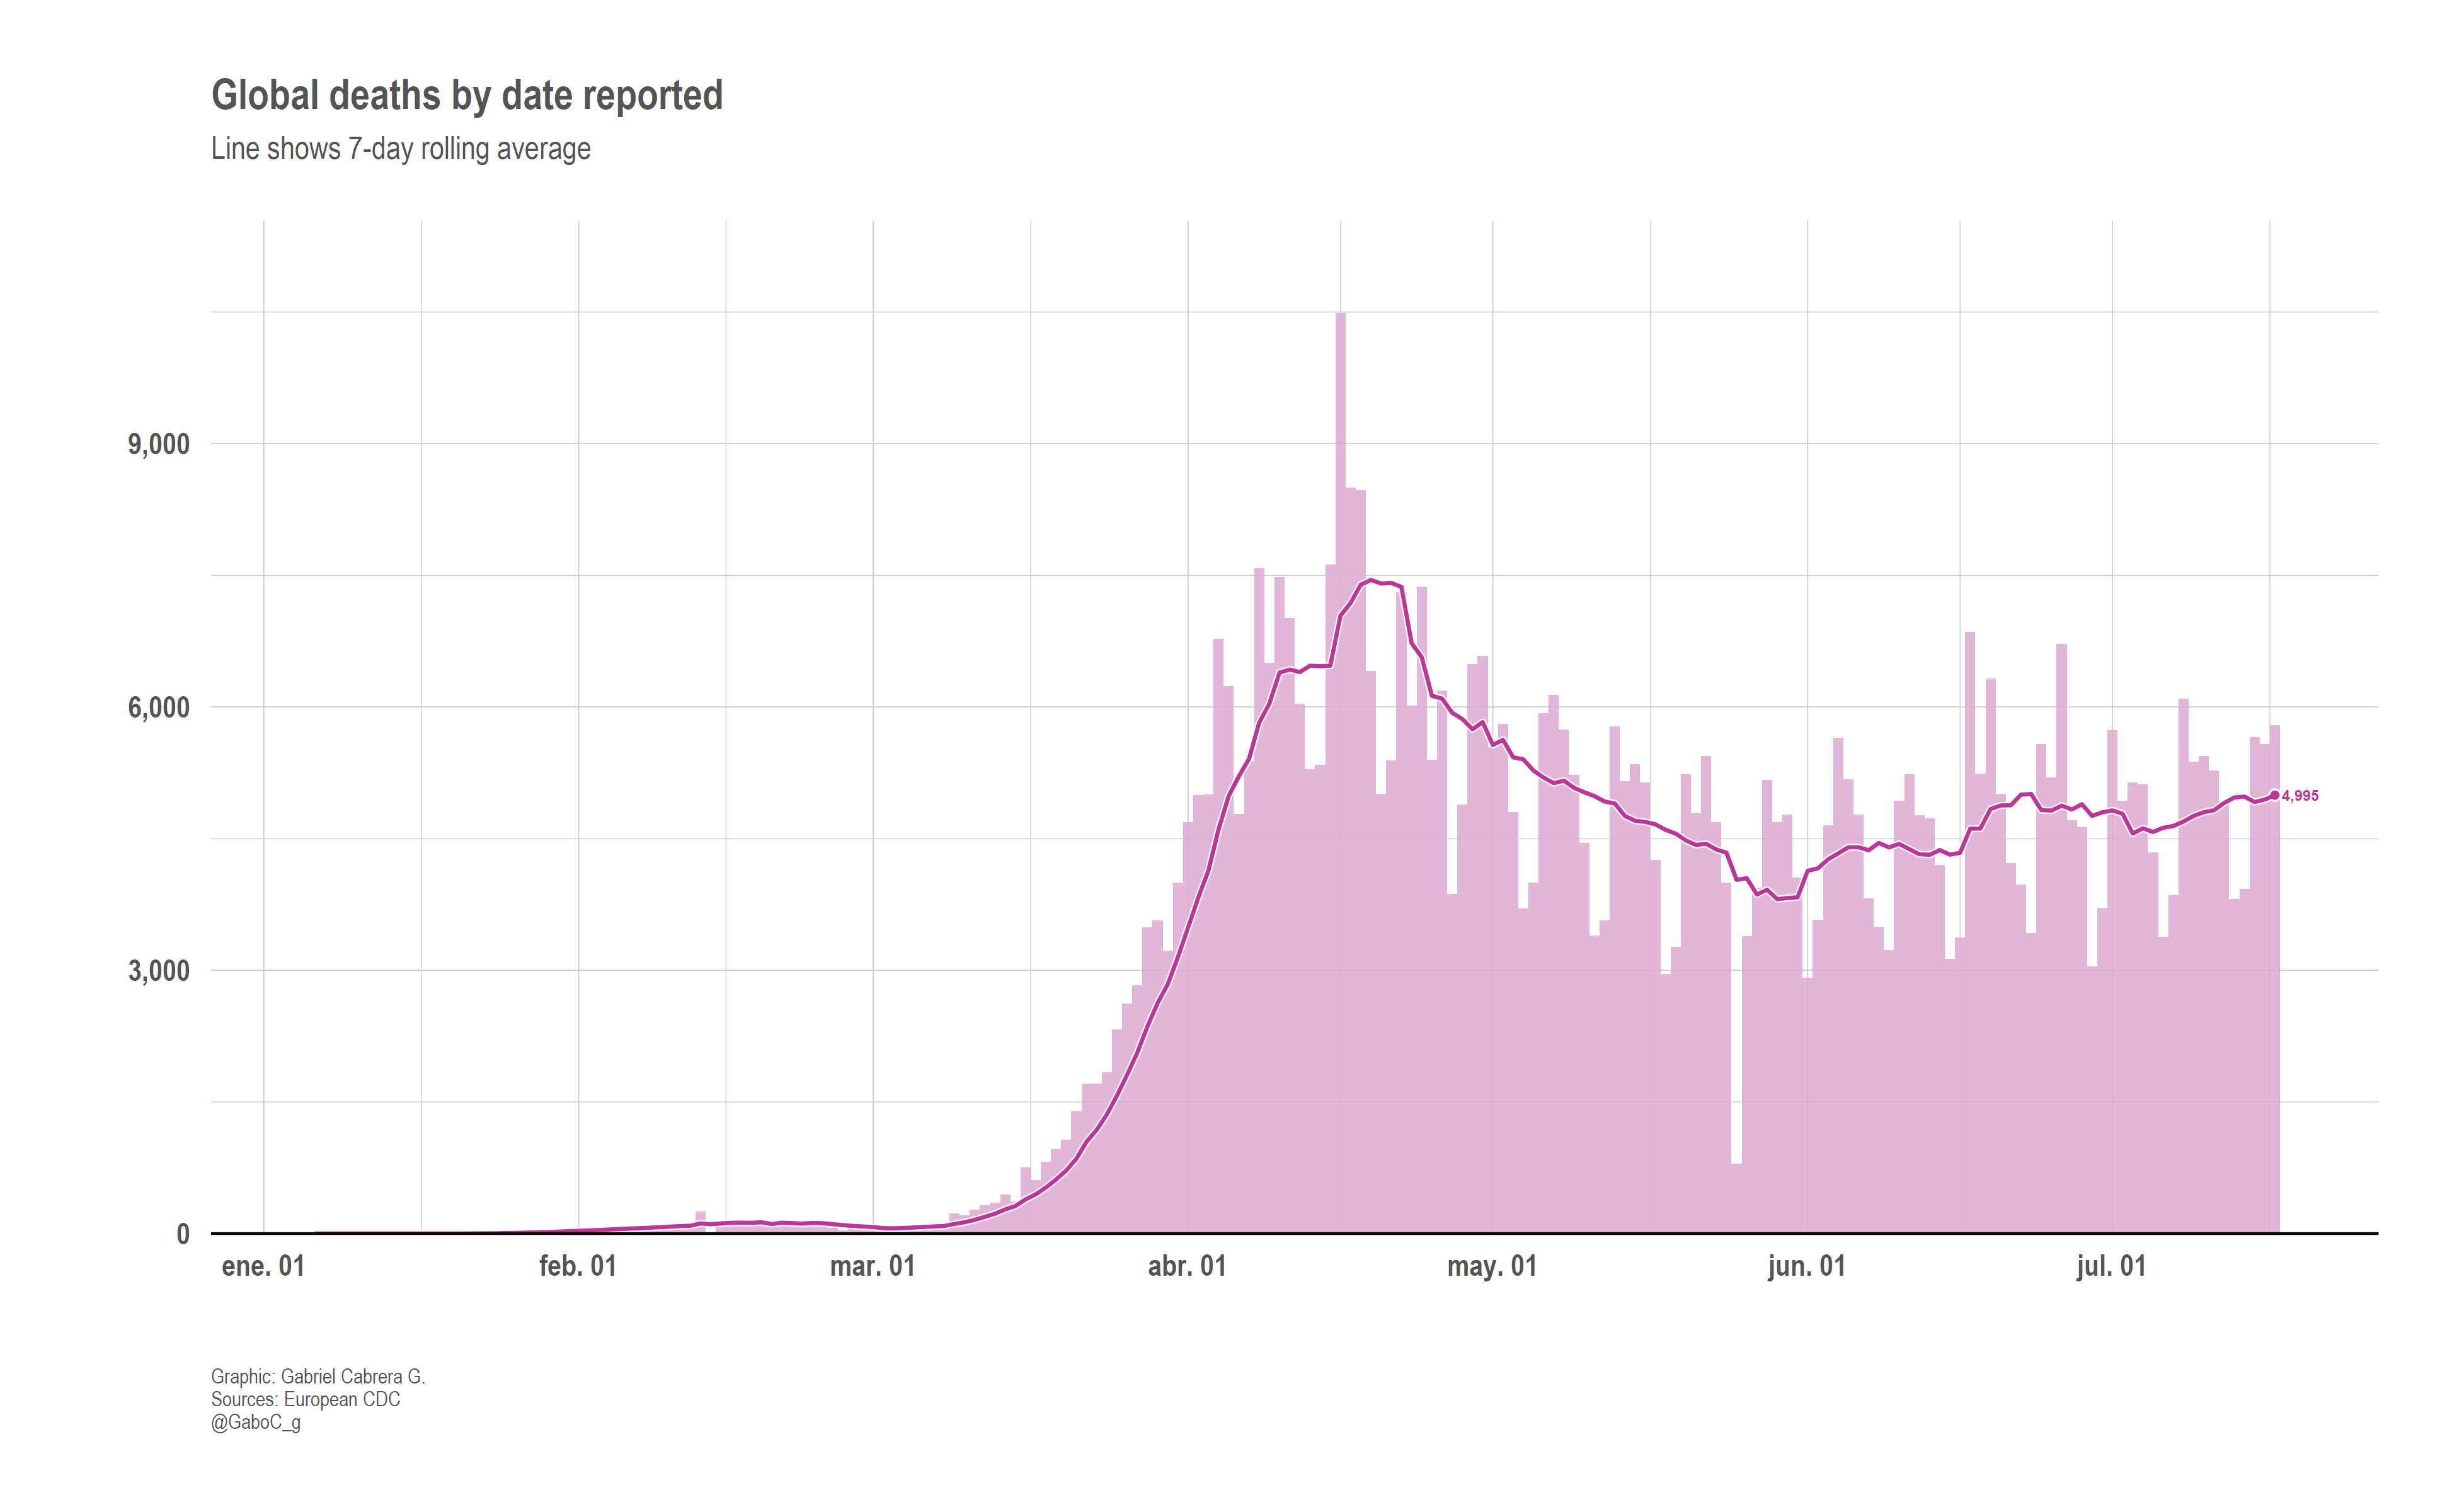 Global deaths by date reported
Line shows 7-day rolling average
9,000
6,000
3,000
0
4,995
ene. 01
feb. 01
mar. 01
abr. 01
may. 01
jun. 01
jul. 01
Graphic: Gabriel Cabrera G.
Sources: European CDC
@GaboC_g